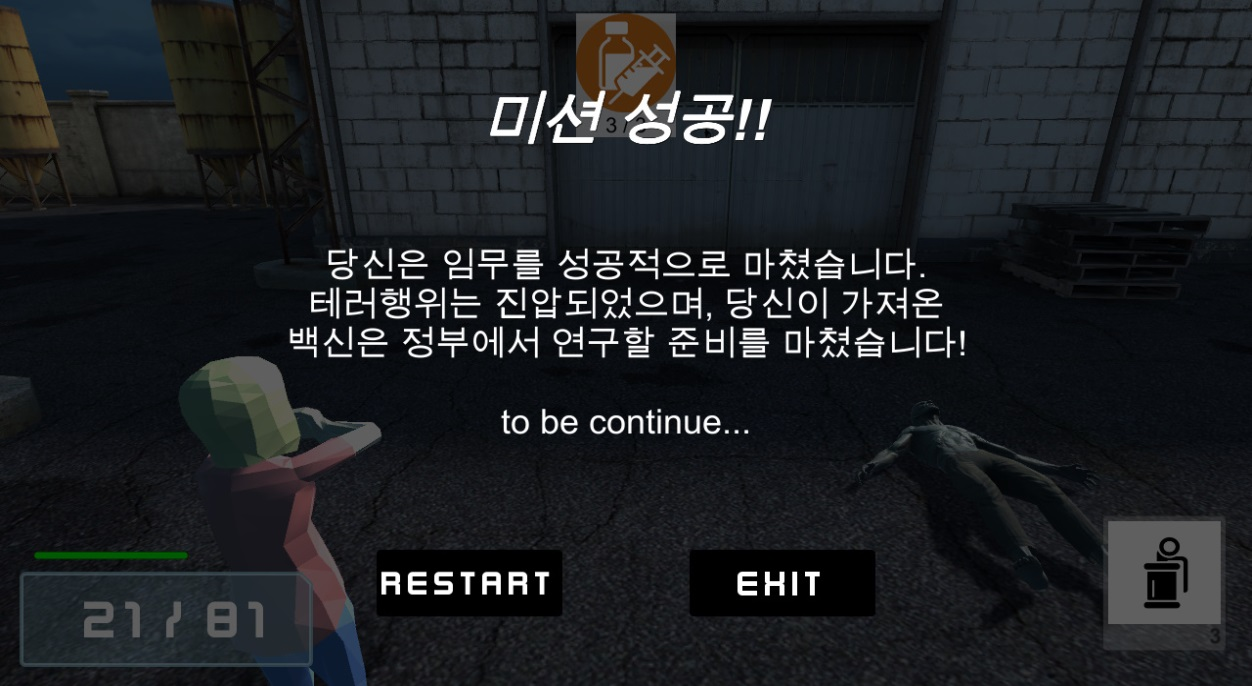 미션 성공!!
당신은 임무를 성공적으로 마쳤습니다.
테러행위는 진압되었으며, 당신이 가져온
백신은 정부에서 연구할 준비를 마쳤습니다!
to be continue...
RESTART
EXIT
21 / 81
3